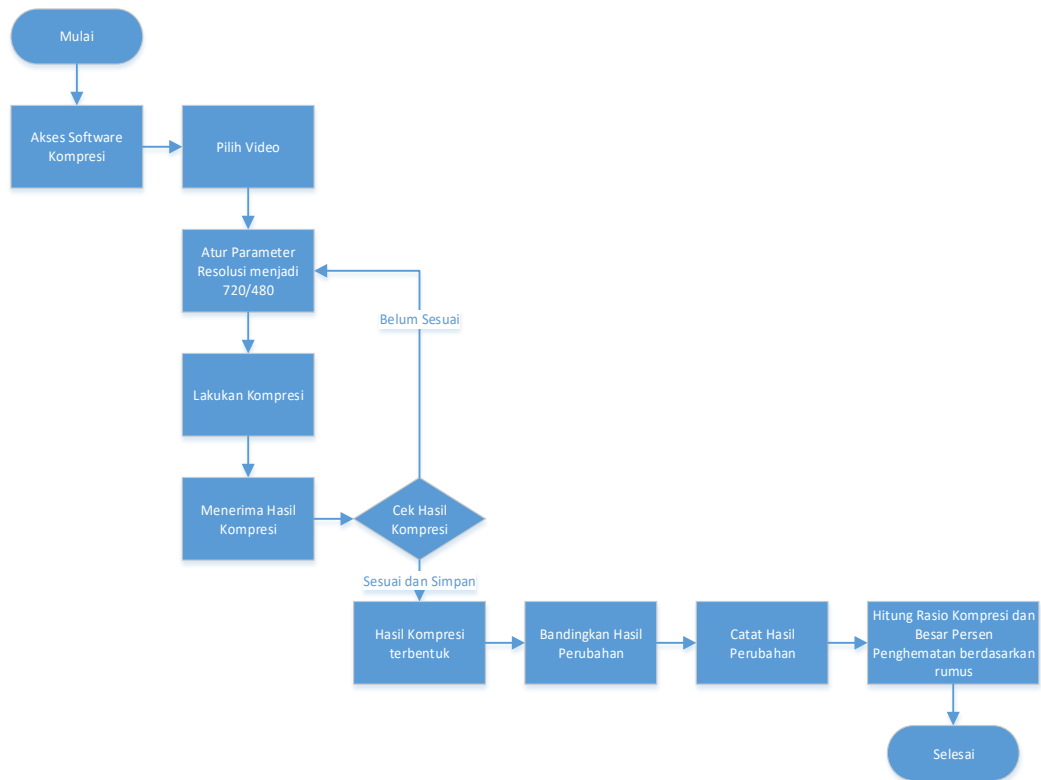 Mulai
Akses Software
Kompresi
Pilih Video
Atur Parameter
Resolusi menjadi
720/480
Belum Sesuai
Lakukan Kompresi
Menerima Hasil
Kompresi
Cek Hasil
Kompresi
Sesuai dan Simpan
Hasil Kompresi
terbentuk
Bandingkan Hasil
Perubahan
Catat Hasil
Perubahan
Hitung Rasio Kompresi dan
Besar Persen
Penghematan berdasarkan
rumus
Selesai